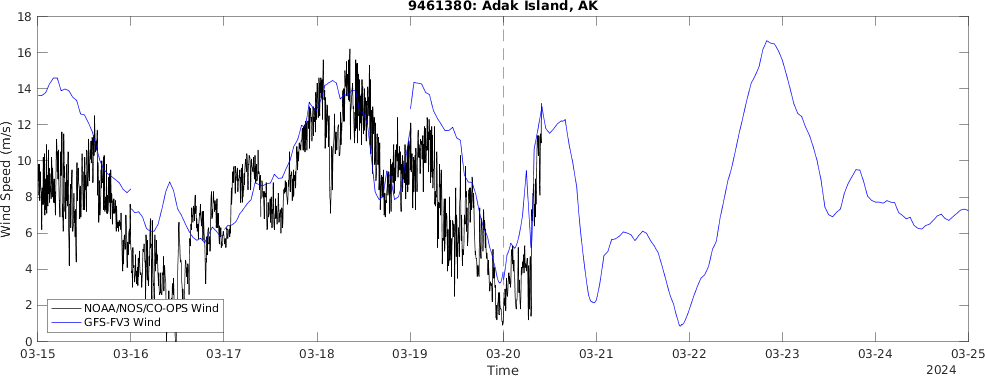 9461380: Adak Island, AK
Wind Speed (m/s)
18
16
14
12
10
8
6
4
2
0
NOAA/NOS/CO-OPS Wind
GFS-FV3 Wind
03-15 03-16 03-17 03-18 03-19 03-20 03-21 03-22 03-23 03-24 03-25
Time
2024